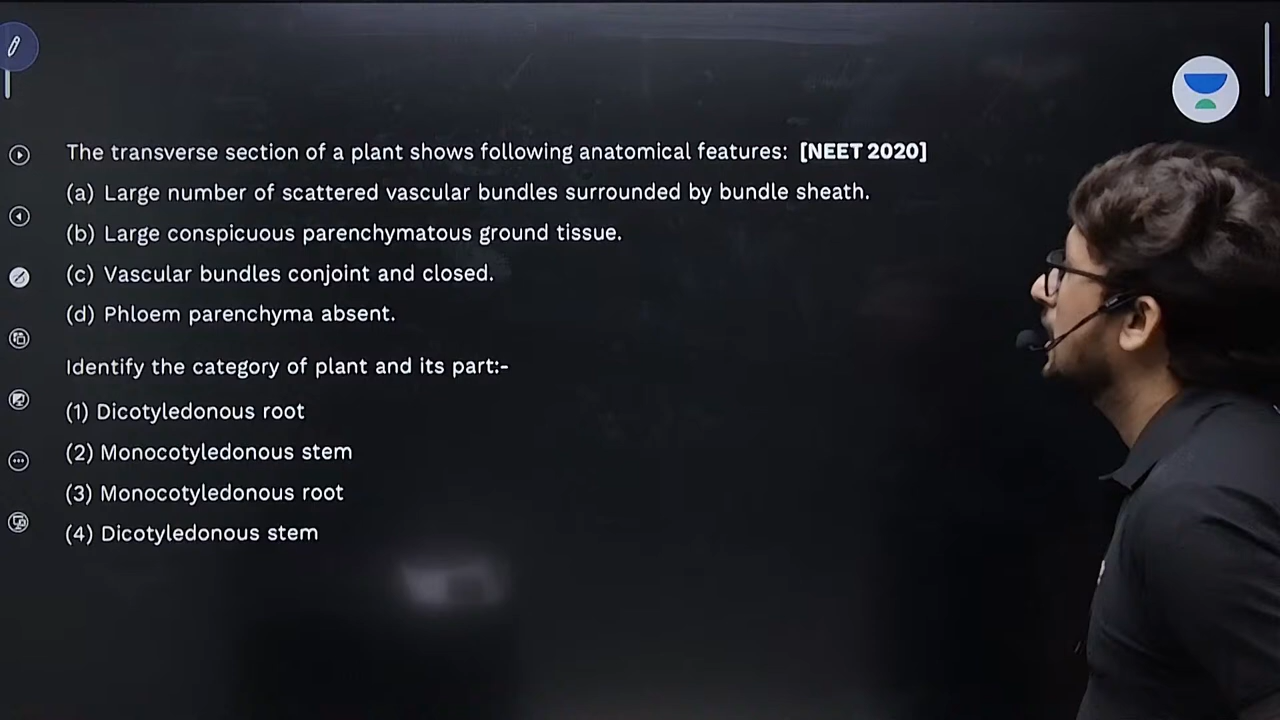 The transverse section of a plant shows following anatomical features: [NEET 2020]
(a) Large number of scattered vascular bundles surrounded by bundle sheath.
(b) Large conspicuous parenchymatous ground tissue.
(c) Vascular bundles conjoint and closed.
(d) Phloem parenchyma absent.
Identify the category of plant and its part:-
(1) Dicotyledonous root
(2) Monocotyledonous stem
(3) Monocotyledonous root
(4) Dicotyledonous stem